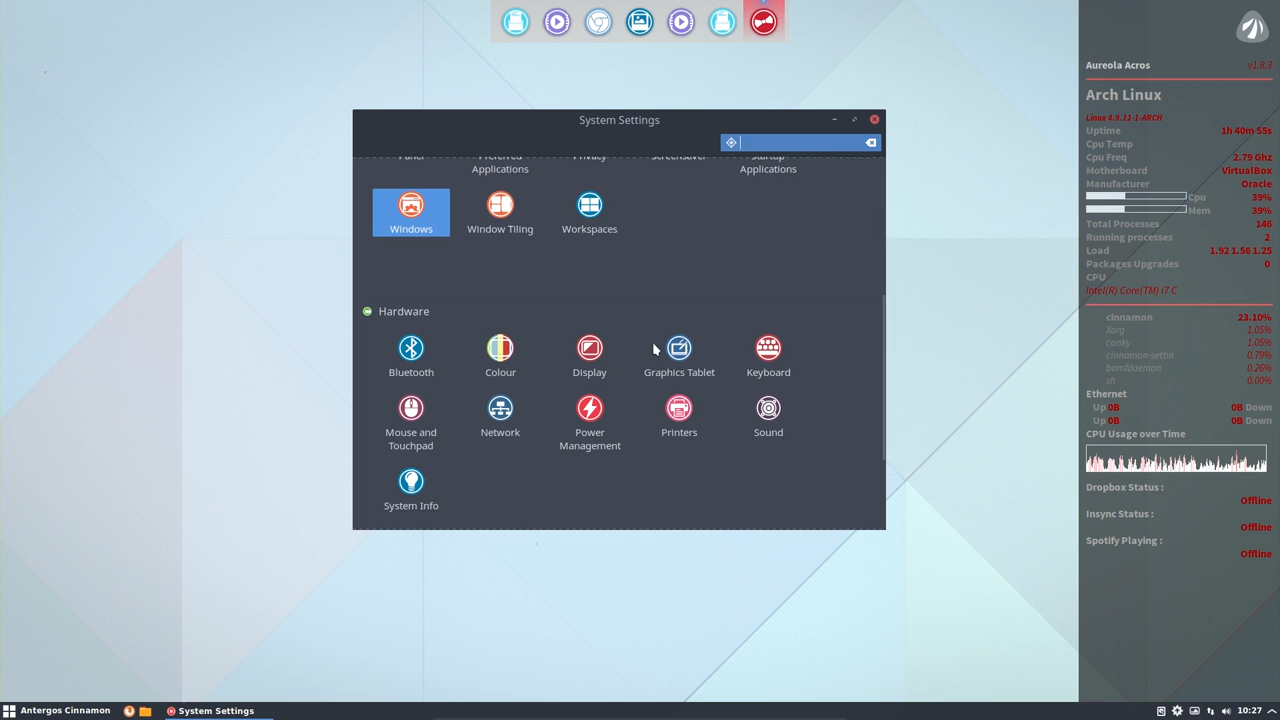 System Settings
Panel
Preferred Applications
Privacy
Screensaver
Startup Applications
Windows
Window Tiling
Workspaces
Hardware
Bluetooth
Colour
Display
Graphics Tablet
Keyboard
Mouse and Touchpad
Network
Power Management
Printers
Sound
System Info
Aureola Acros v1.8.3
Arch Linux
Linux 4.9.11-1-ARCH
Uptime 1h 40m 55s
Cpu Temp
Cpu Freq 2.79 Ghz
Motherboard VirtualBox
Manufacturer Oracle
Cpu 39%
Mem 39%
Total Processes 146
Running processes 2
Load 1.92 1.56 1.25
Packages Upgrades 0
CPU
Intel(R) Core(TM) i7 C
cinnamon 23.10%
Xorg 1.05%
conky 1.05%
cinnamon-settin 0.79%
bamfdaemon 0.26%
sh 0.00%
Ethernet
Up 0B 0B Down
Up 0B 0B Down
CPU Usage over Time
Dropbox Status :
Offline
Insync Status :
Offline
Spotify Playing :
Offline
Antergos Cinnamon
System Settings
10:27